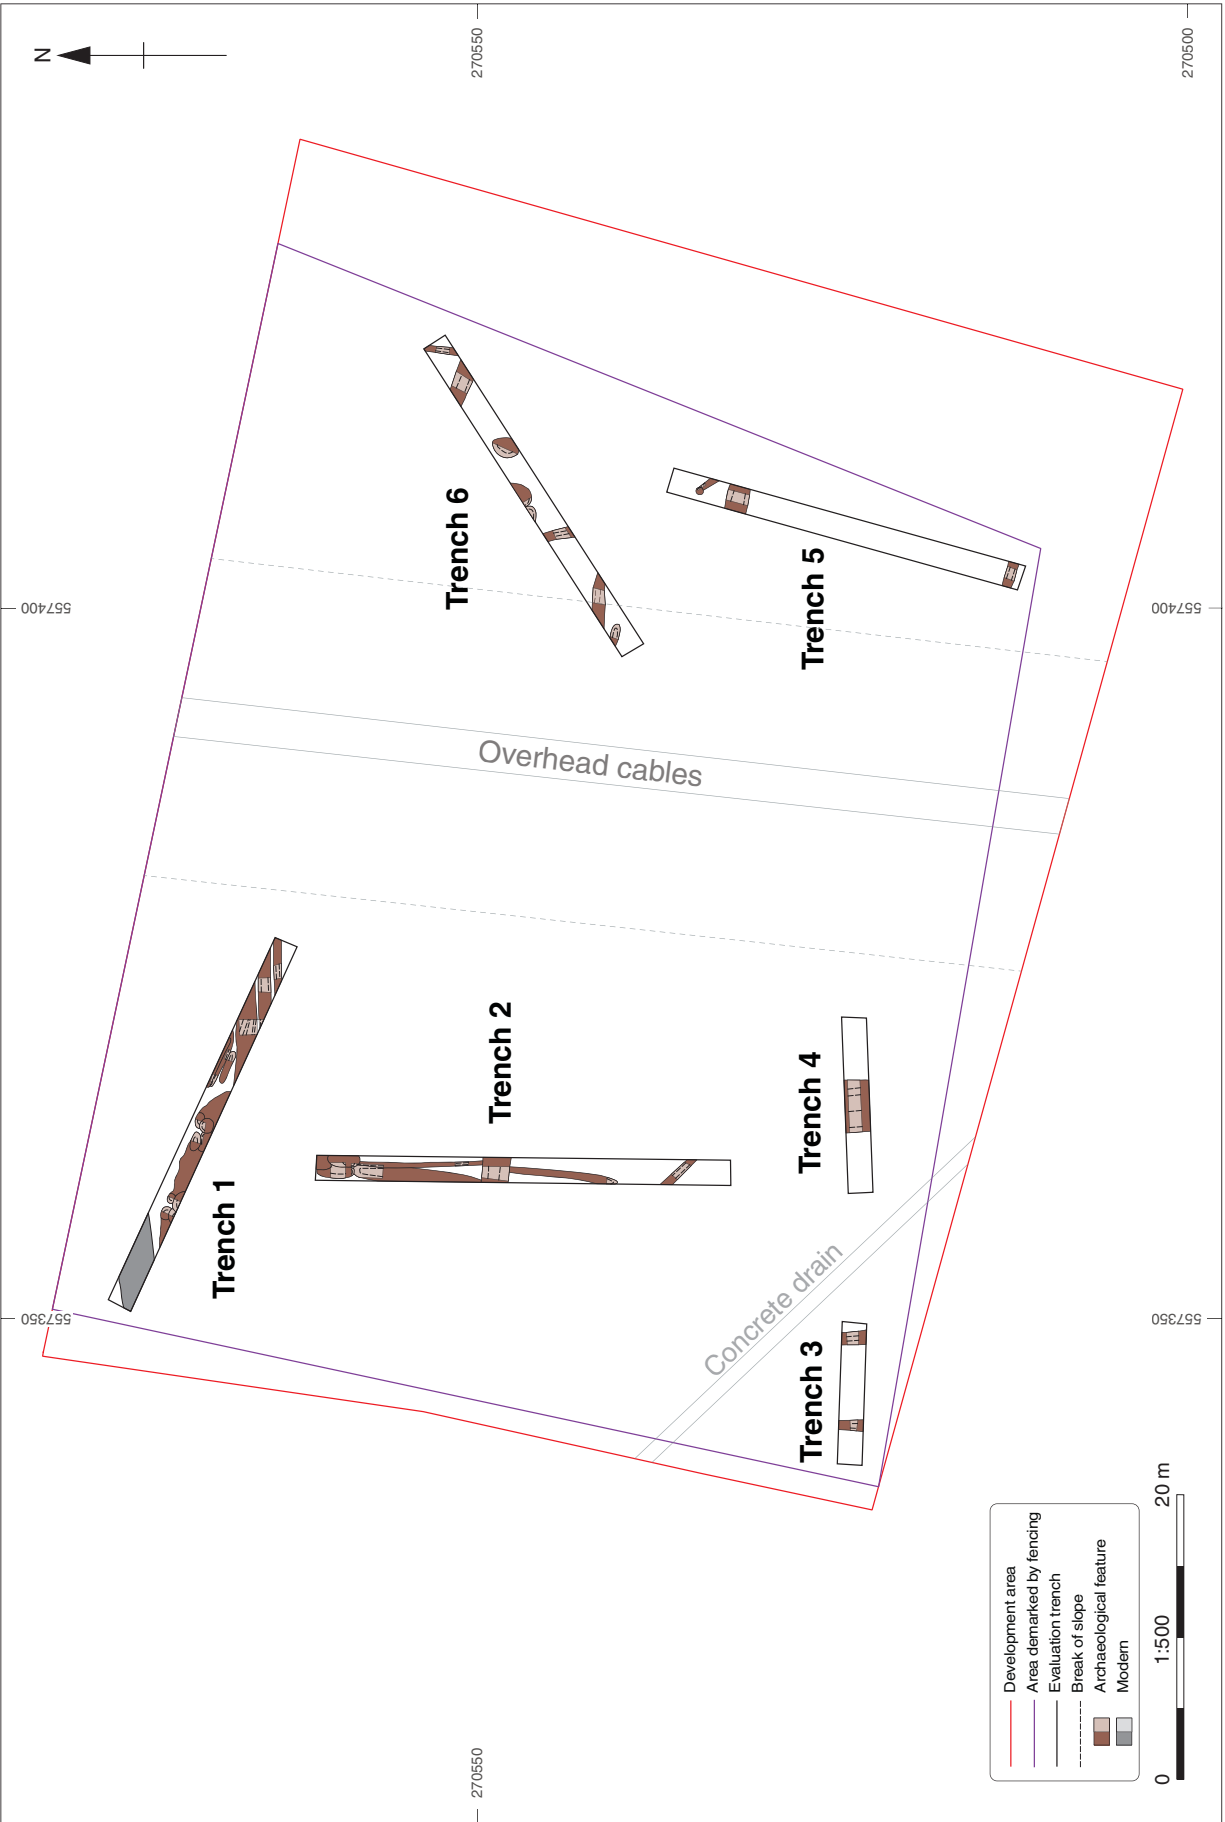 N
270550
270500
557400
557400
Trench 6
Trench 5
Overhead cables
Trench 2
Trench 4
Trench 1
Concrete drain
557350
557350
Trench 3
Development area
Area demarked by fencing
Evaluation trench
Break of slope
Archaeological feature
Modern
0
1:500
20 m
270550